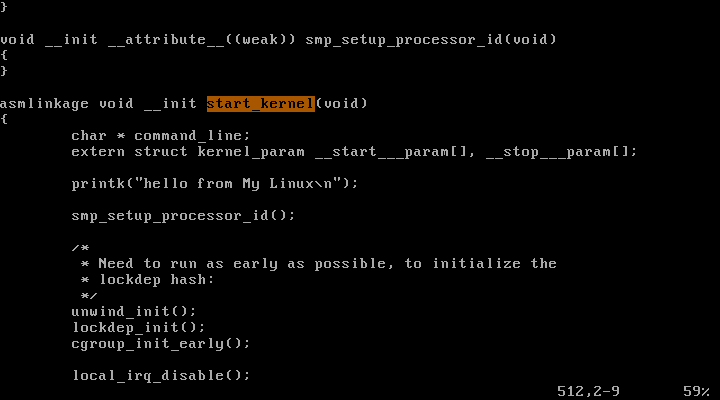 }
void __init __attribute__((weak)) smp_setup_processor_id(void)
{
}
asmlinkage void __init start_kernel(void)
{
char * command_line;
extern struct kernel_param __start___param[], __stop___param[];
printk("hello from My Linux\n");
smp_setup_processor_id();
/*
* Need to run as early as possible, to initialize the
* lockdep hash:
*/
unwind_init();
lockdep_init();
cgroup_init_early();
local_irq_disable();
512,2-9 59%